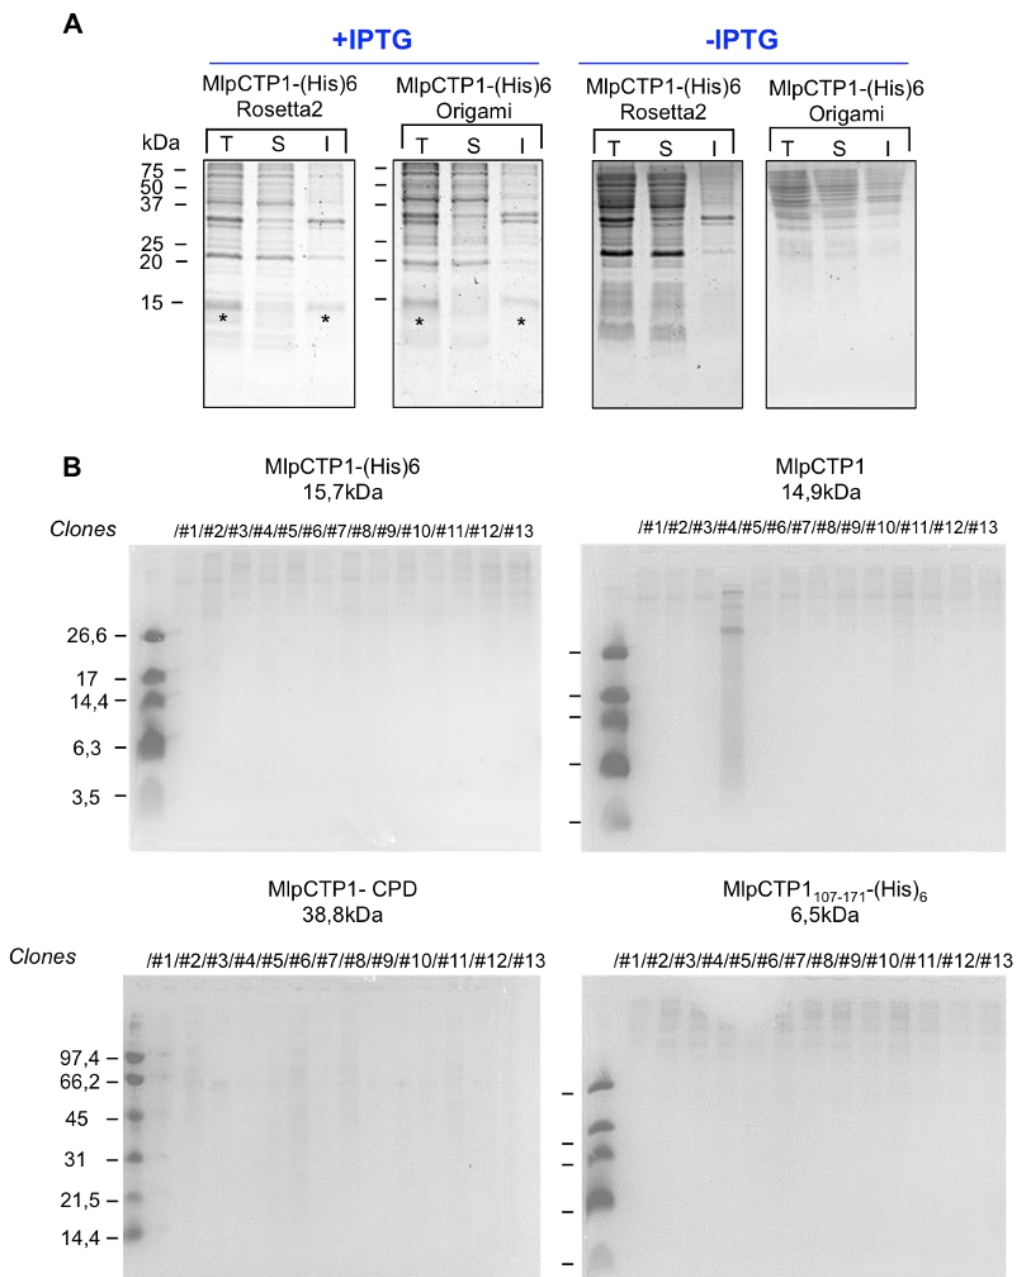 A
+IPTG -IPTG
MlpCTP1-(His)6 MlpCTP1-(His)6 MlpCTP1-(His)6 MlpCTP1-(His)6
Rosetta2 Origami Rosetta2 Origami
kDa T S I T S I T S I T S I
75
50
37
25
20
15
* * * *
B
MlpCTP1-(His)6 MlpCTP1
15,7kDa 14,9kDa
Clones /#1/#2/#3/#4/#5/#6/#7/#8/#9/#10/#11/#12/#13 /#1/#2/#3/#4/#5/#6/#7/#8/#9/#10/#11/#12/#13
26,6
17
14,4
6,3
3,5
MlpCTP1- CPD MlpCTP1107-171-(His)6
38,8kDa 6,5kDa
Clones /#1/#2/#3/#4/#5/#6/#7/#8/#9/#10/#11/#12/#13 /#1/#2/#3/#4/#5/#6/#7/#8/#9/#10/#11/#12/#13
97,4
66,2
45
31
21,5
14,4